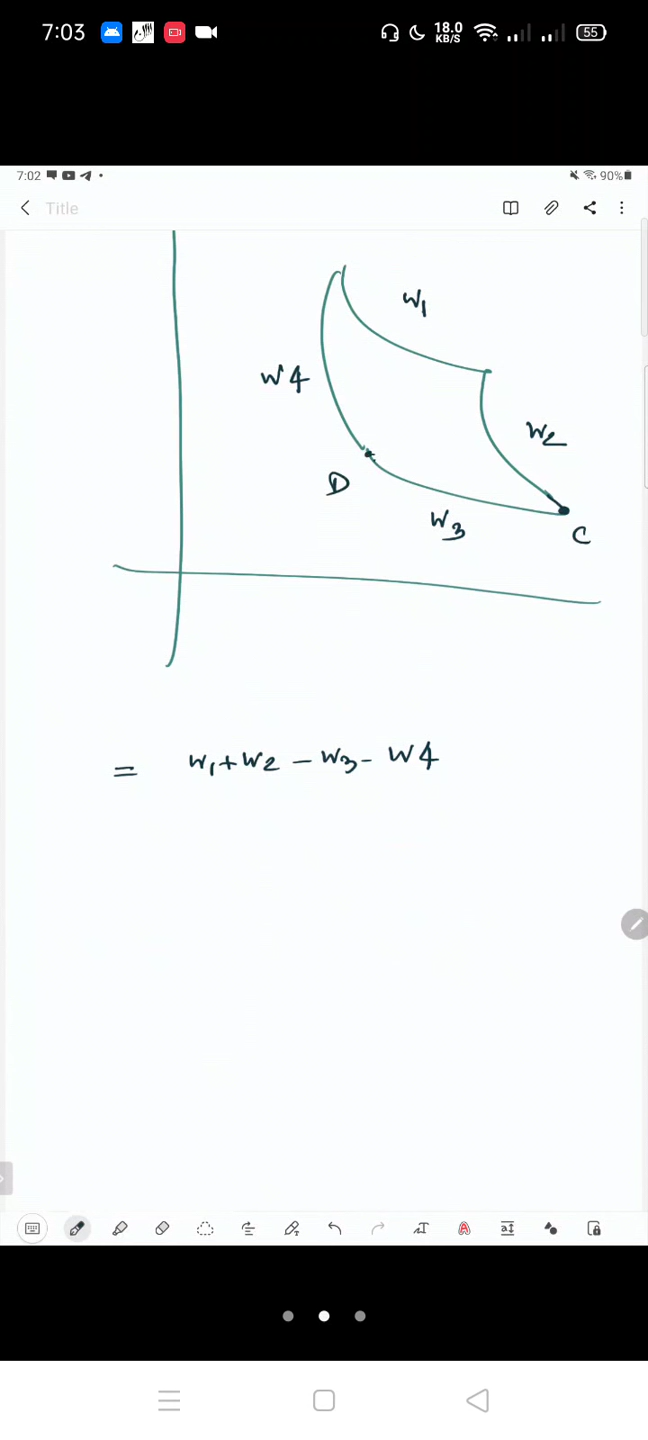 7:03
18.0
KB/S
55
7:02
90%
Title
W1
W4
W2
D
W3
C
= W1+W2 - W3 - W4